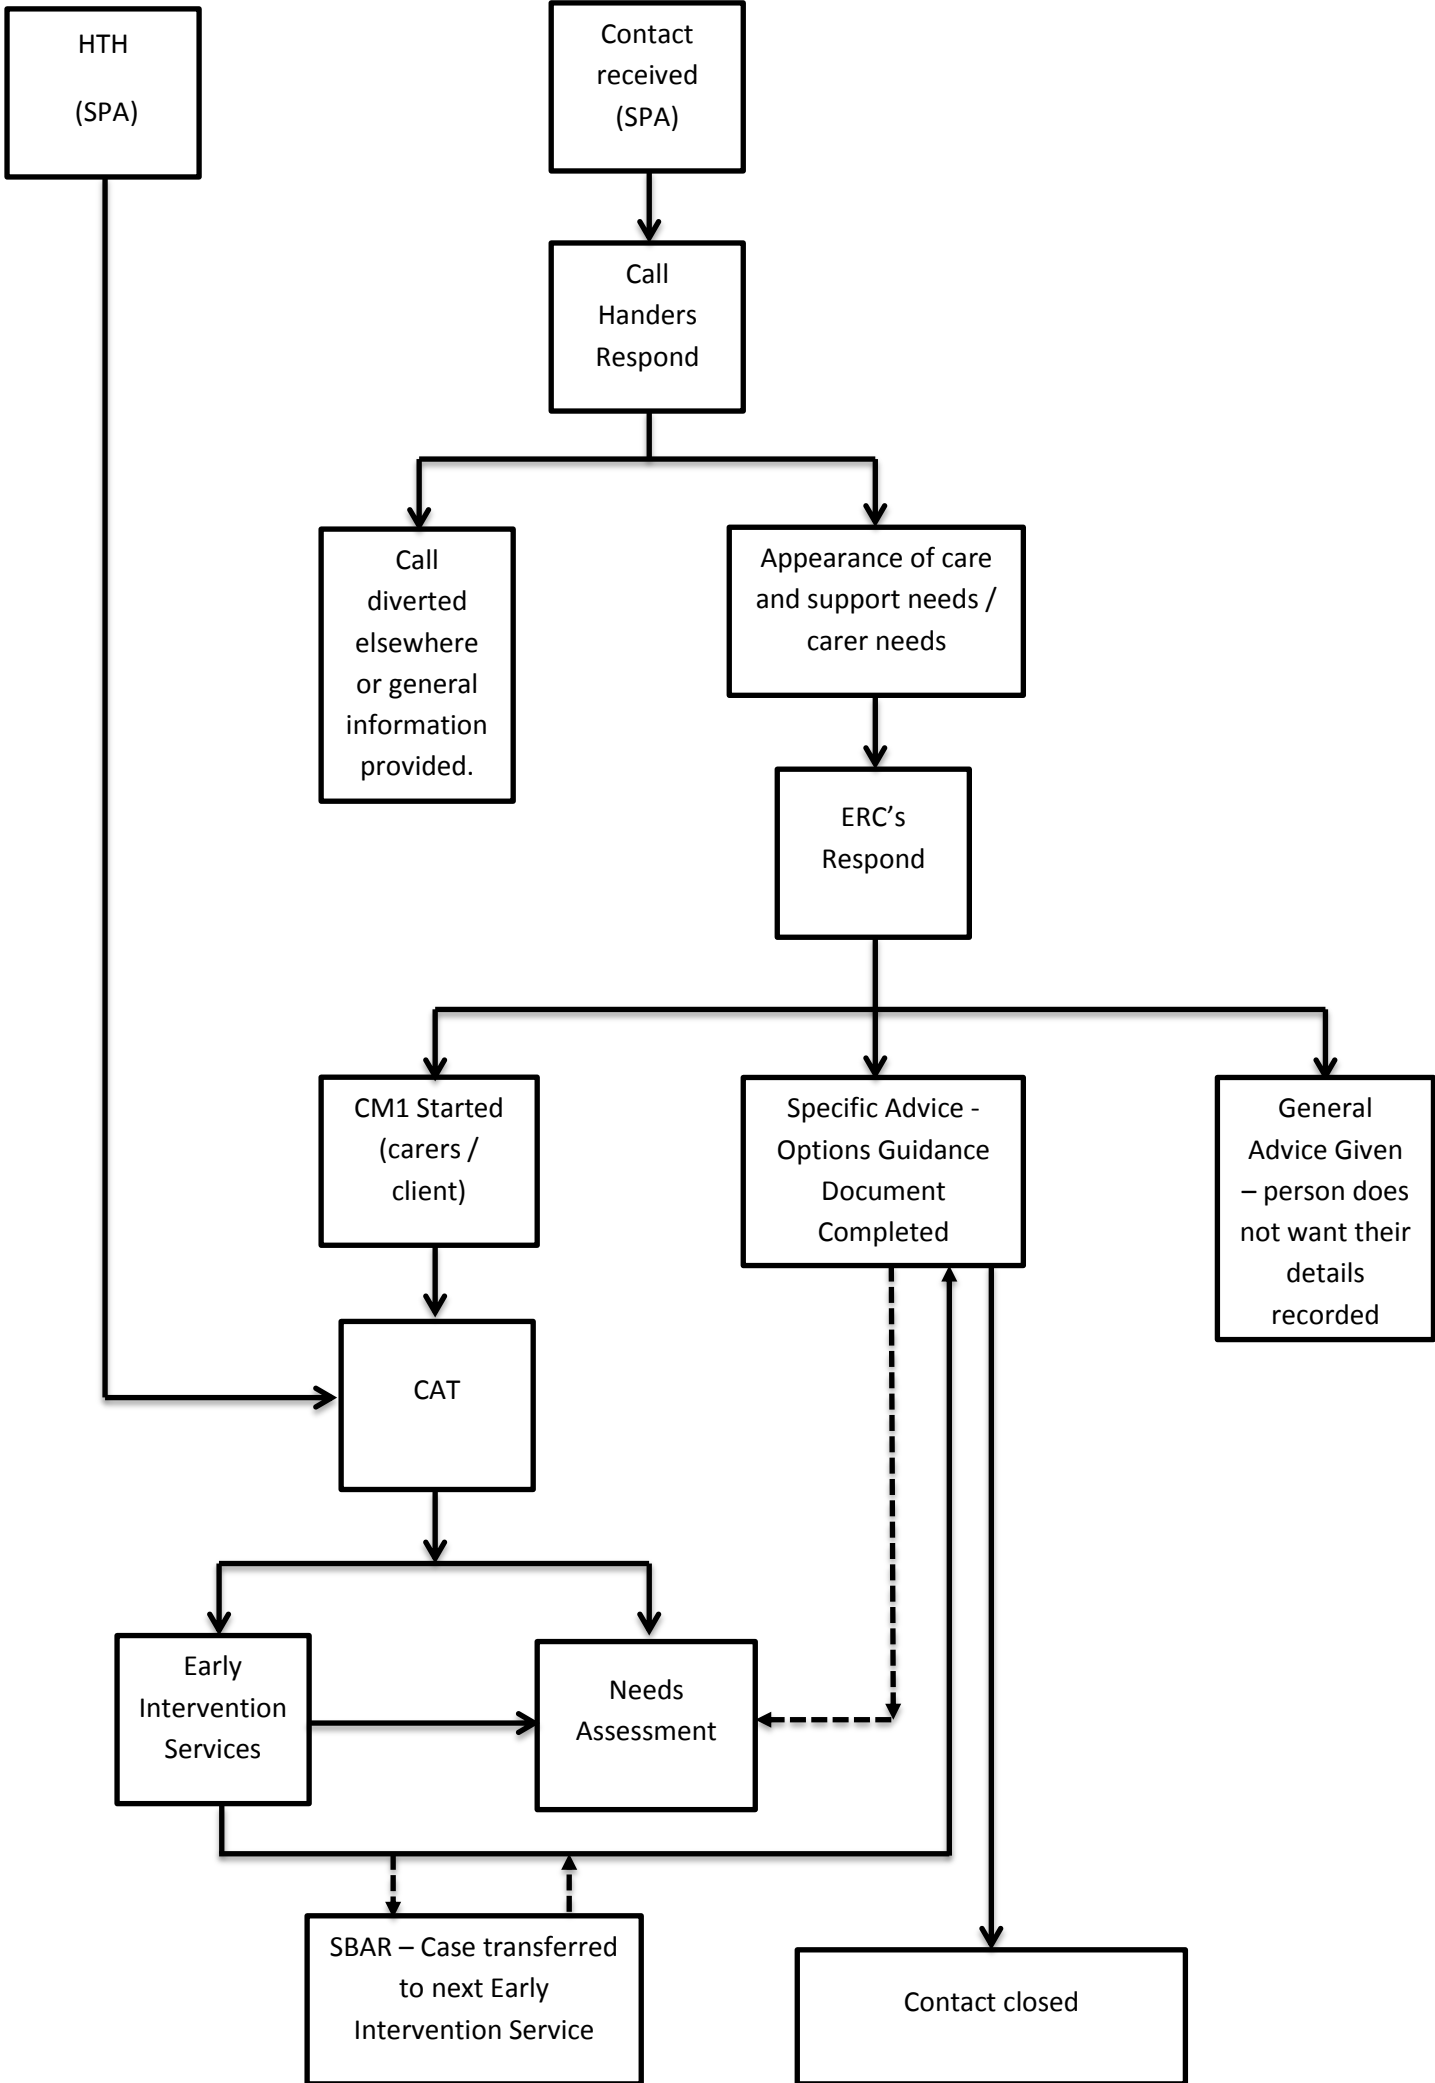 HTH
(SPA)
Contact
received
(SPA)
Call
Handers
Respond
Call
diverted
elsewhere
or general
information
provided.
Appearance of care
and support needs /
carer needs
ERC’s
Respond
CM1 Started
(carers /
client)
Specific Advice -
Options Guidance
Document
Completed
General
Advice Given
– person does
not want their
details
recorded
CAT
Early
Intervention
Services
Needs
Assessment
SBAR – Case transferred
to next Early
Intervention Service
Contact closed